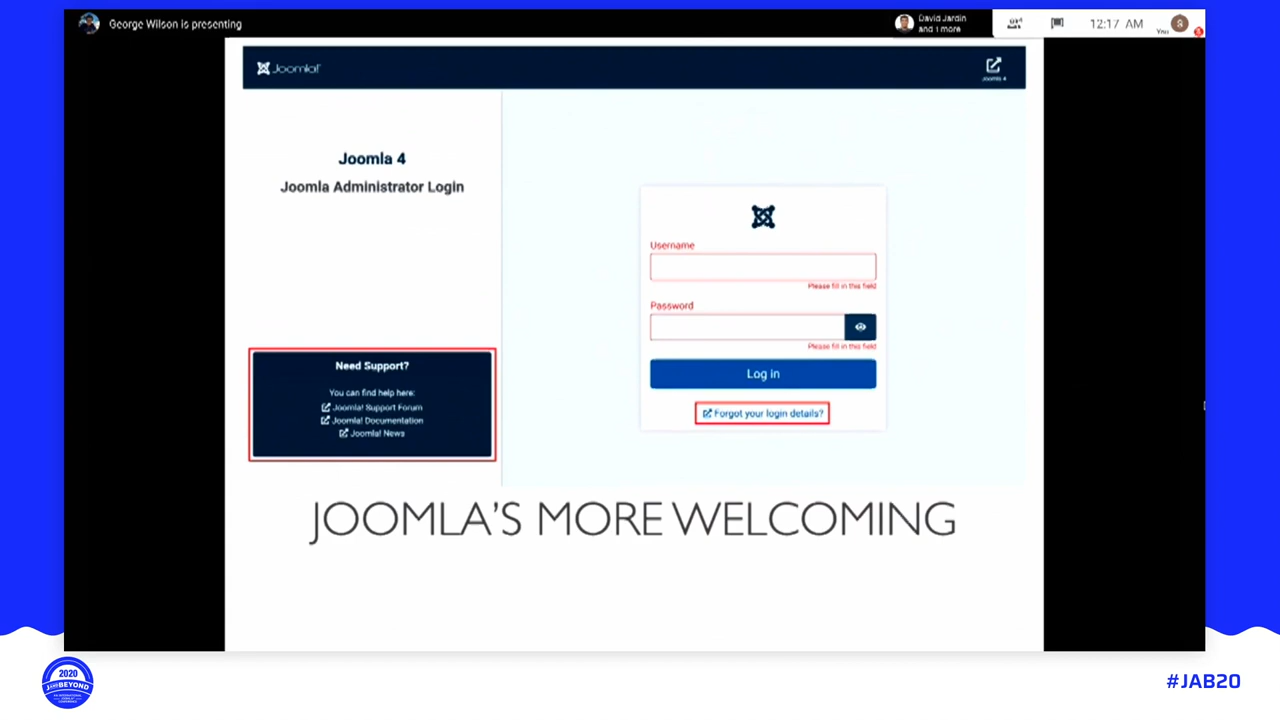 George Wilson is presenting
David Jardin
and 1 more
12:17 AM
You
S
Joomla!
Joomla 4
Joomla 4
Joomla Administrator Login
Username
Please fill in this field
Password
Please fill in this field
Log in
Forgot your login details?
Need Support?
You can find help here:
Joomla! Support Forum
Joomla! Documentation
Joomla! News
JOOMLA'S MORE WELCOMING
2020
J AND BEYOND
#JAB20